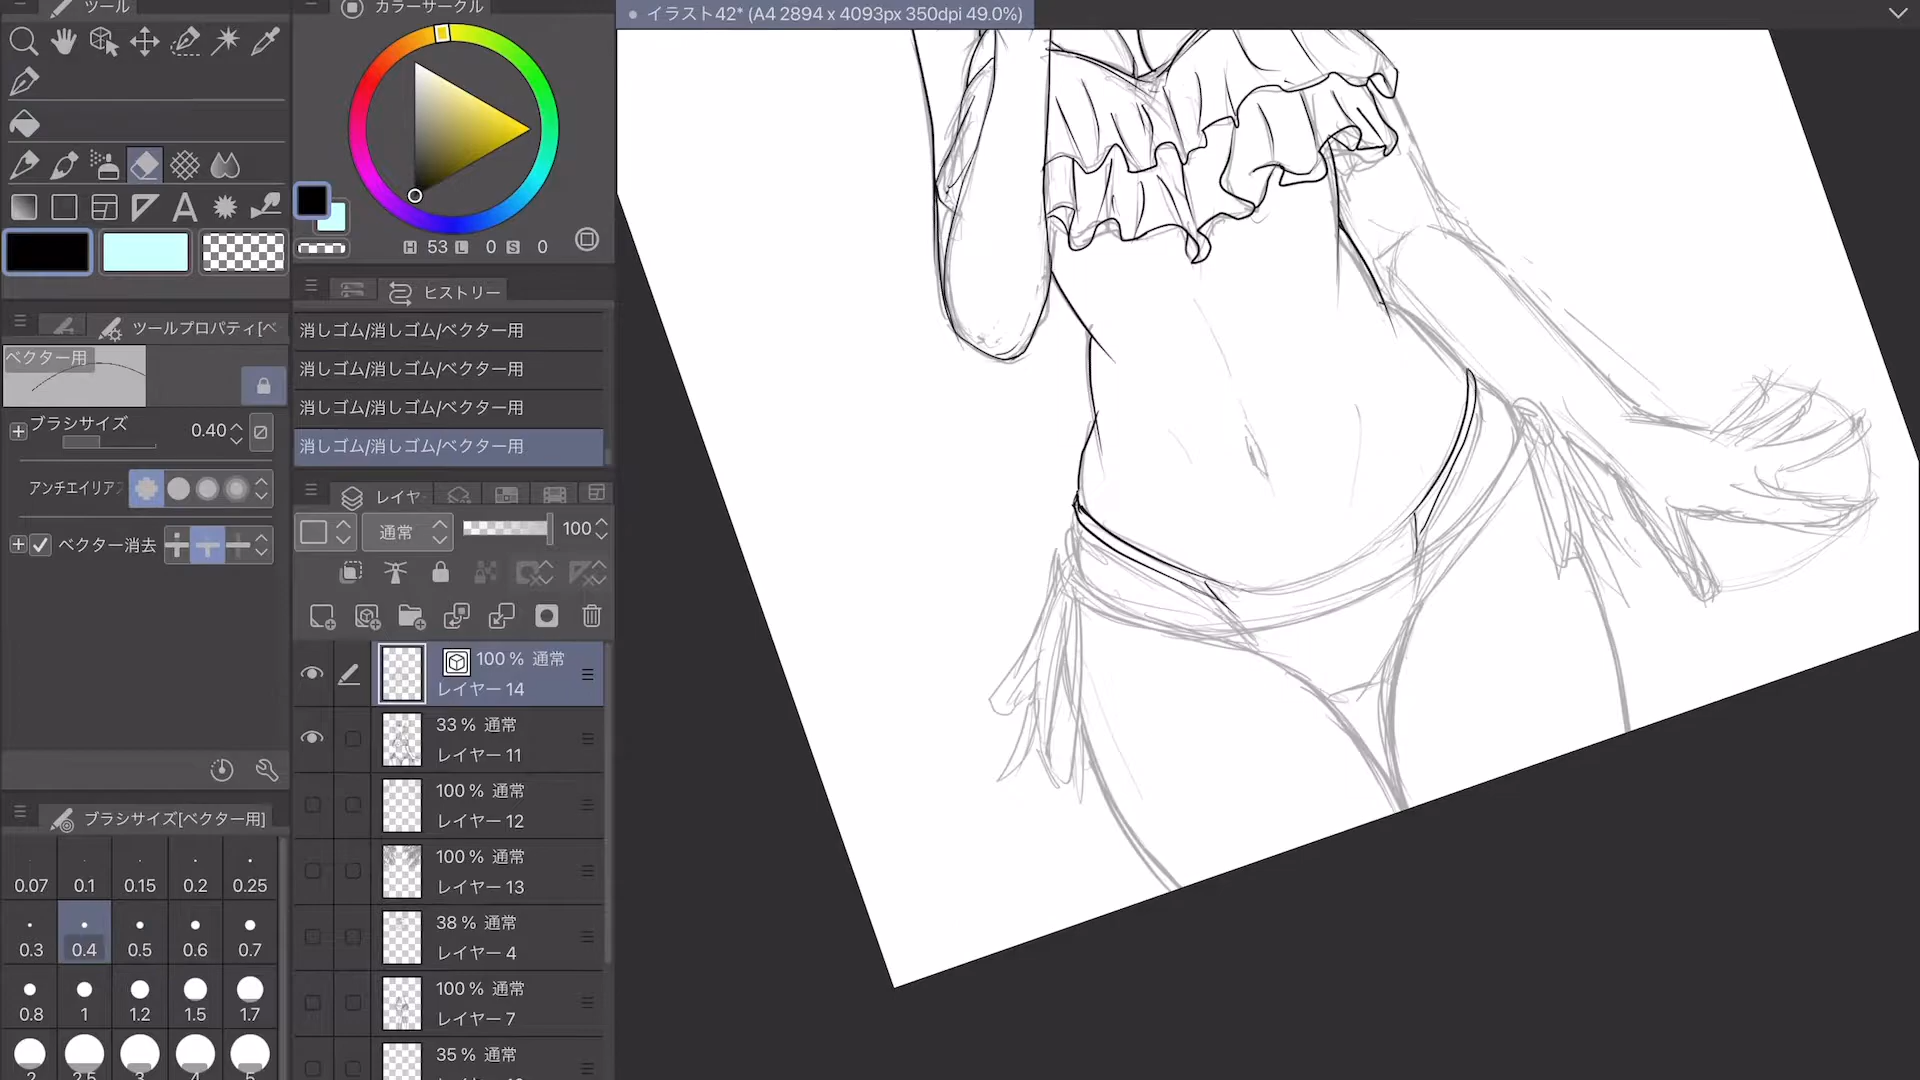 ツール
カラーサークル
イラスト42* (A4 2894 x 4093px 350dpi 49.0%)
H 53 L 0 S 0
ヒストリー
消しゴム/消しゴム/ベクター用
消しゴム/消しゴム/ベクター用
消しゴム/消しゴム/ベクター用
消しゴム/消しゴム/ベクター用
ツールプロパティ[ベ
ベクター用
ブラシサイズ 0.40
アンチエイリア
ベクター消去
レイヤ
通常 100
100 % 通常
レイヤー 14
33 % 通常
レイヤー 11
100 % 通常
レイヤー 12
100 % 通常
レイヤー 13
38 % 通常
レイヤー 4
100 % 通常
レイヤー 7
35 % 通常
ブラシサイズ[ベクター用]
0.07 0.1 0.15 0.2 0.25
0.3 0.4 0.5 0.6 0.7
0.8 1 1.2 1.5 1.7
2 2.5 3 4 5